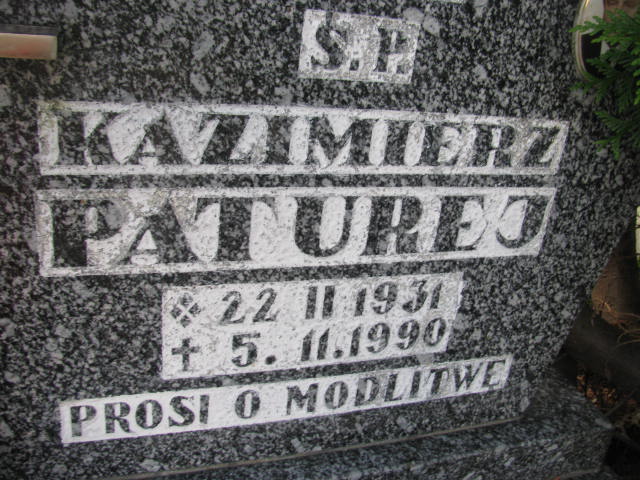 Ś.P.
KAZIMIERZ
PATUREJ
22 II 1931
5. 11.1990
PROSI O MODLITWĘ